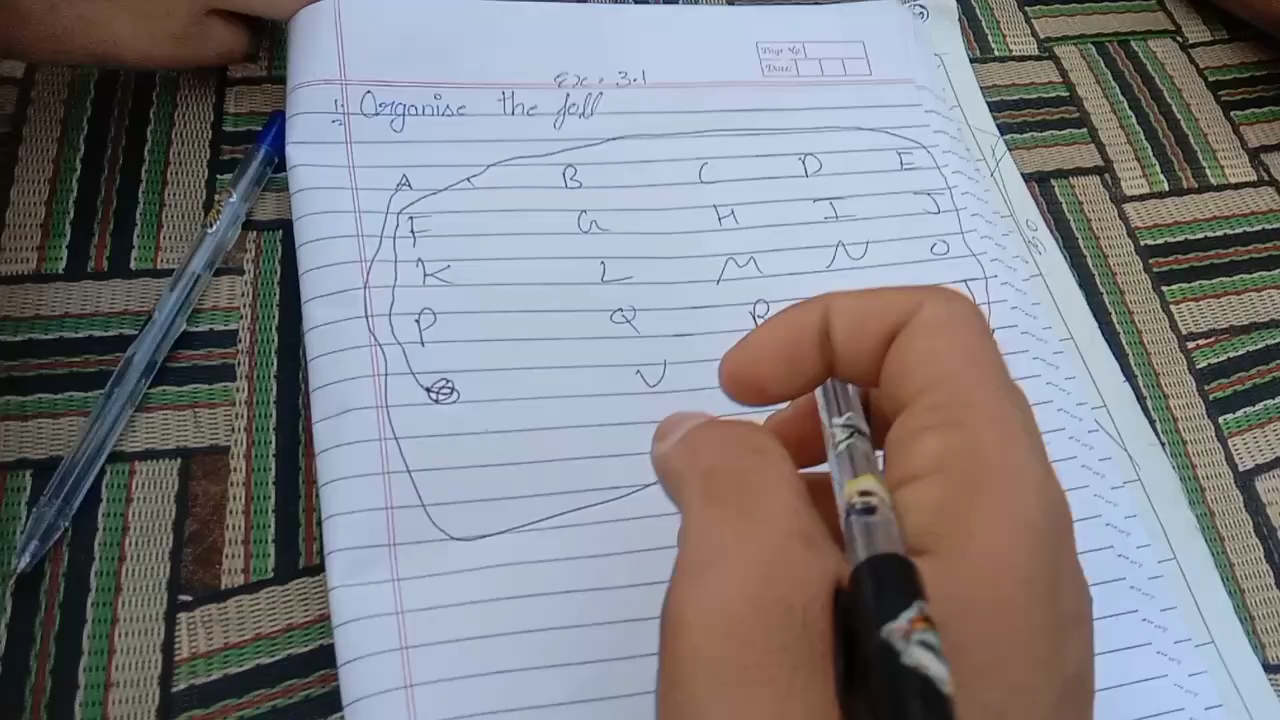 Page No.
Date:
Ex: 3.1
1: Organise the foll
A B C D E
F G H I J
K L M N O
P Q R
V